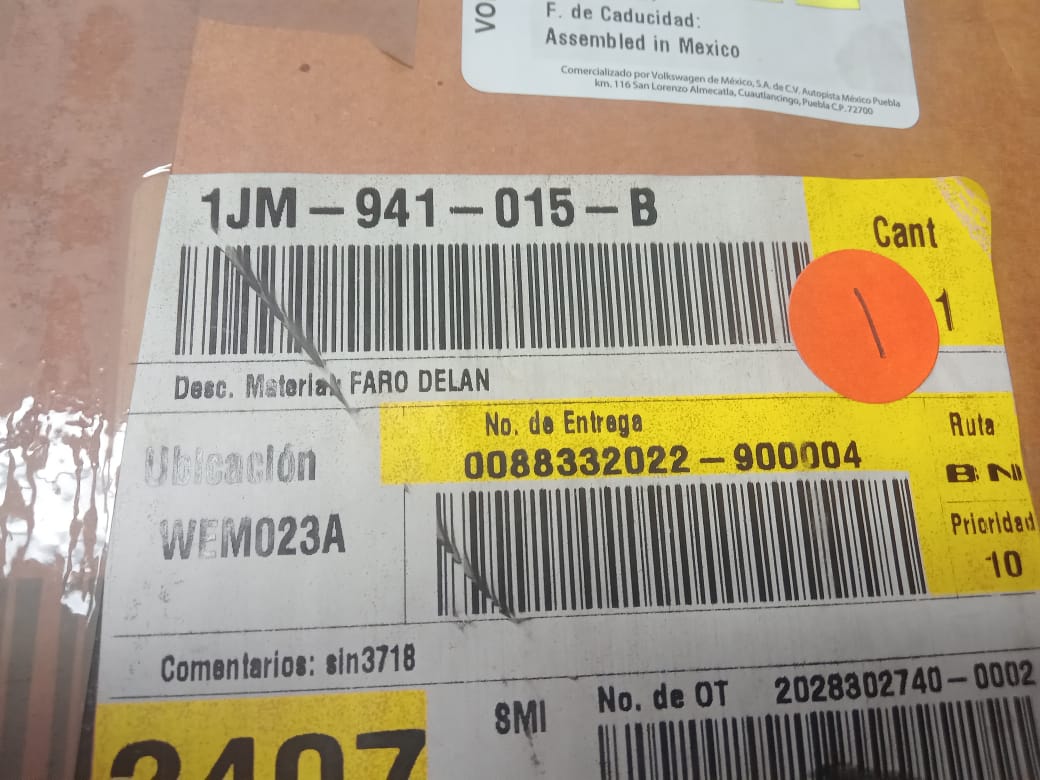 F. de Caducidad:
Assembled in Mexico
Comercializado por Volkswagen de México, S.A. de C.V. Autopista México Puebla
km. 116 San Lorenzo Almecatla, Cuautlancingo, Puebla C.P. 72700
1JM-941-015-B
Cant
1
Desc. Material: FARO DELAN
No. de Entrega
0088332022-900004
Ruta
BNI
Ubicación
WEM023A
Prioridad
10
Comentarios: sin3718
8MI
No. de OT 2028302740-0002